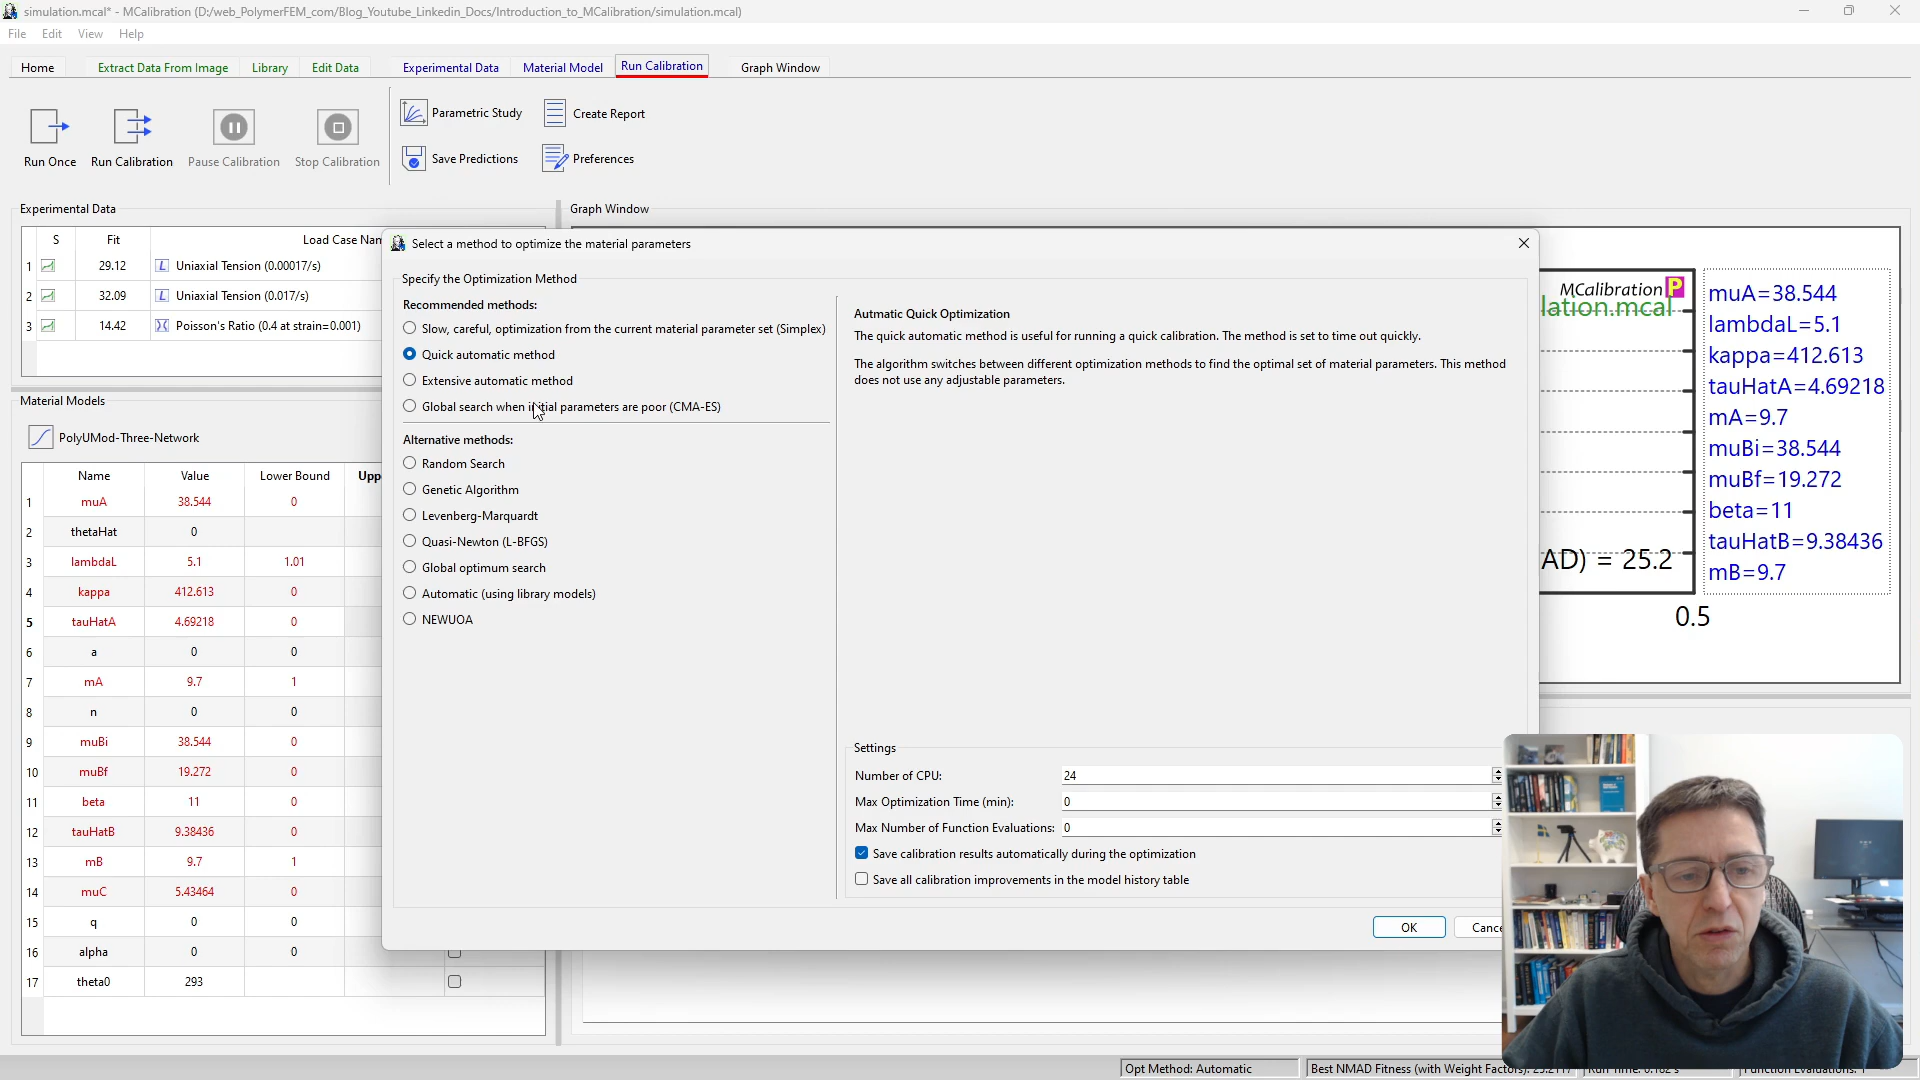 simulation.mcal* - MCalibration (D:/web_PolymerFEM_com/Blog_Youtube_Linkedin_Docs/Introduction_to_MCalibration/simulation.mcal)
File Edit View Help
Home Extract Data From Image Library Edit Data Experimental Data Material Model Run Calibration Graph Window
Parametric Study Create Report
Run Once Run Calibration Pause Calibration Stop Calibration
Save Predictions Preferences
Experimental Data Graph Window
S Fit Load Case Nam
1 29.12 L Uniaxial Tension (0.00017/s)
2 32.09 L Uniaxial Tension (0.017/s)
3 14.42 Poisson's Ratio (0.4 at strain=0.001)
Material Models
PolyUMod-Three-Network
Name Value Lower Bound Upp
1 muA 38.544 0
2 thetaHat 0
3 lambdaL 5.1 1.01
4 kappa 412.613 0
5 tauHatA 4.69218 0
6 a 0 0
7 mA 9.7 1
8 n 0 0
9 muBi 38.544 0
10 muBf 19.272 0
11 beta 11 0
12 tauHatB 9.38436 0
13 mB 9.7 1
14 muC 5.43464 0
15 q 0 0
16 alpha 0 0
17 theta0 293
Select a method to optimize the material parameters
Specify the Optimization Method
Recommended methods:
Slow, careful, optimization from the current material parameter set (Simplex)
Quick automatic method
Extensive automatic method
Global search when initial parameters are poor (CMA-ES)
Alternative methods:
Random Search
Genetic Algorithm
Levenberg-Marquardt
Quasi-Newton (L-BFGS)
Global optimum search
Automatic (using library models)
NEWUOA
Autmatic Quick Optimization
The quick automatic method is useful for running a quick calibration. The method is set to time out quickly.
The algorithm switches between different optimization methods to find the optimal set of material parameters. This method
does not use any adjustable parameters.
Settings
Number of CPU: 24
Max Optimization Time (min): 0
Max Number of Function Evaluations: 0
Save calibration results automatically during the optimization
Save all calibration improvements in the model history table
OK Cance
MCalibration P
lation.mcal
AD) = 25.2
0.5
muA=38.544
lambdaL=5.1
kappa=412.613
tauHatA=4.69218
mA=9.7
muBi=38.544
muBf=19.272
beta=11
tauHatB=9.38436
mB=9.7
Opt Method: Automatic Best NMAD Fitness (with Weight Factors):